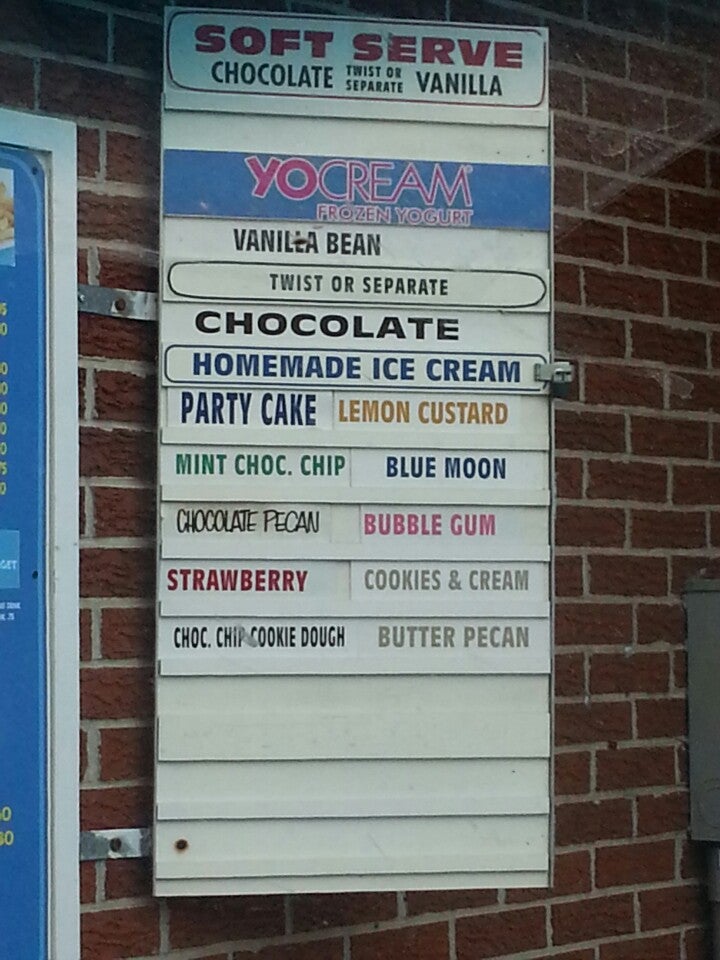 SOFT SERVE
CHOCOLATE TWIST OR SEPARATE VANILLA
YOCREAM
FROZEN YOGURT
VANILLA BEAN
TWIST OR SEPARATE
CHOCOLATE
HOMEMADE ICE CREAM
PARTY CAKE LEMON CUSTARD
MINT CHOC. CHIP BLUE MOON
CHOCOLATE PECAN BUBBLE GUM
STRAWBERRY COOKIES & CREAM
CHOC. CHIP COOKIE DOUGH BUTTER PECAN